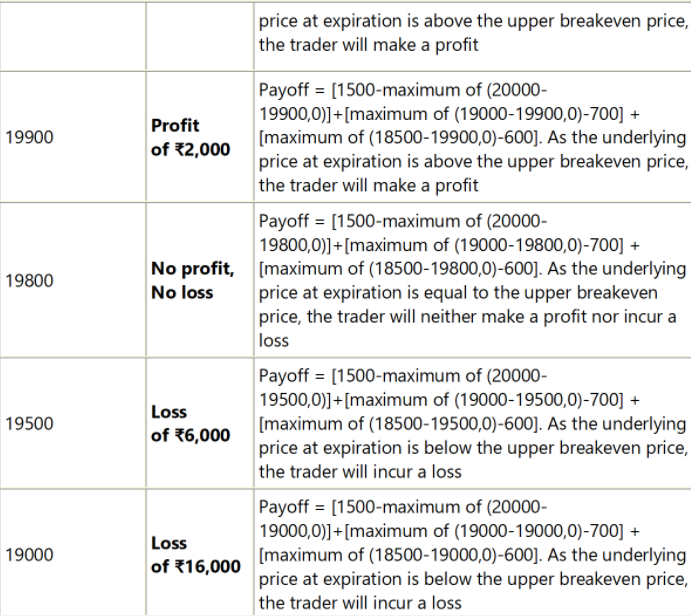 price at expiration is above the upper breakeven price,
the trader will make a profit
19900
Profit
of ₹2,000
Payoff = [1500-maximum of (20000-
19900,0)]+[maximum of (19000-19900,0)-700] +
[maximum of (18500-19900,0)-600]. As the underlying
price at expiration is above the upper breakeven price,
the trader will make a profit
19800
No profit,
No loss
Payoff = [1500-maximum of (20000-
19800,0)]+[maximum of (19000-19800,0)-700] +
[maximum of (18500-19800,0)-600]. As the underlying
price at expiration is equal to the upper breakeven
price, the trader will neither make a profit nor incur a
loss
19500
Loss
of ₹6,000
Payoff = [1500-maximum of (20000-
19500,0)]+[maximum of (19000-19500,0)-700] +
[maximum of (18500-19500,0)-600]. As the underlying
price at expiration is below the upper breakeven price,
the trader will incur a loss
19000
Loss
of ₹16,000
Payoff = [1500-maximum of (20000-
19000,0)]+[maximum of (19000-19000,0)-700] +
[maximum of (18500-19000,0)-600]. As the underlying
price at expiration is below the upper breakeven price,
the trader will incur a loss